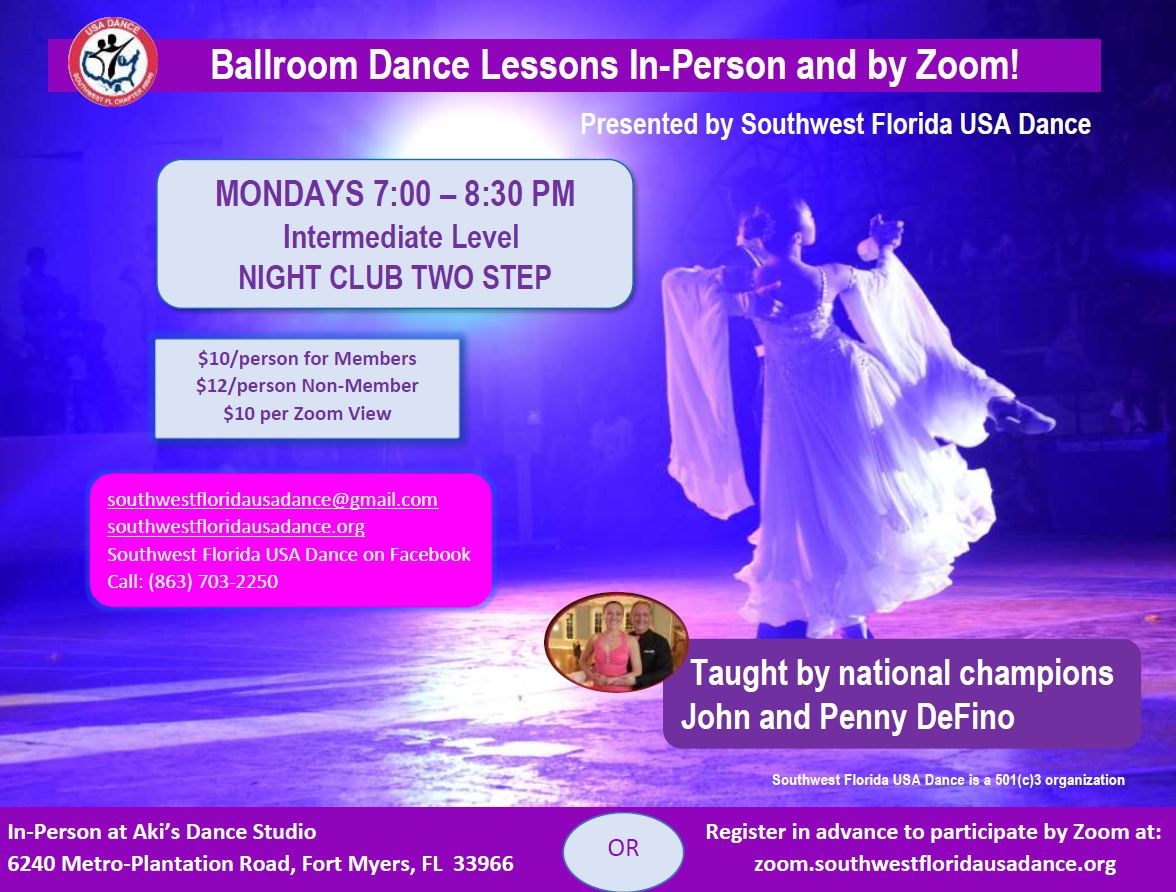 USA DANCE
SOUTHWEST FL CHAPTER
Ballroom Dance Lessons In-Person and by Zoom!
Presented by Southwest Florida USA Dance
MONDAYS 7:00 – 8:30 PM
Intermediate Level
NIGHT CLUB TWO STEP
$10/person for Members
$12/person Non-Member
$10 per Zoom View
southwestfloridausadance@gmail.com
southwestfloridausadance.org
Southwest Florida USA Dance on Facebook
Call: (863) 703-2250
Taught by national champions
John and Penny DeFino
Southwest Florida USA Dance is a 501(c)3 organization
In-Person at Aki's Dance Studio
6240 Metro-Plantation Road, Fort Myers, FL 33966
OR
Register in advance to participate by Zoom at:
zoom.southwestfloridausadance.org